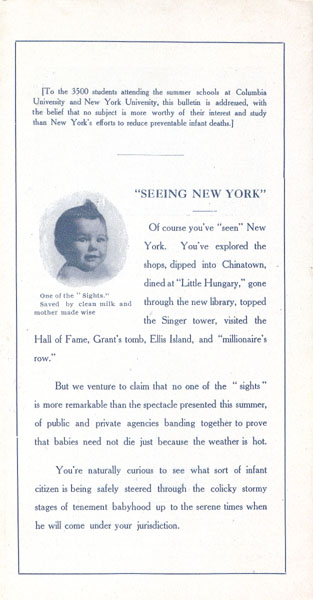 [To the 3500 students attending the summer schools at Columbia
University and New York University, this bulletin is addressed, with
the belief that no subject is more worthy of their interest and study
than New York's efforts to reduce preventable infant deaths.]
"SEEING NEW YORK"
One of the "Sights."
Saved by clean milk and
mother made wise
Of course you've "seen" New
York. You've explored the
shops, dipped into Chinatown,
dined at "Little Hungary," gone
through the new library, topped
the Singer tower, visited the
Hall of Fame, Grant's tomb, Ellis Island, and "millionaire's
row."
But we venture to claim that no one of the "sights"
is more remarkable than the spectacle presented this summer,
of public and private agencies banding together to prove
that babies need not die just because the weather is hot.
You're naturally curious to see what sort of infant
citizen is being safely steered through the colicky stormy
stages of tenement babyhood up to the serene times when
he will come under your jurisdiction.